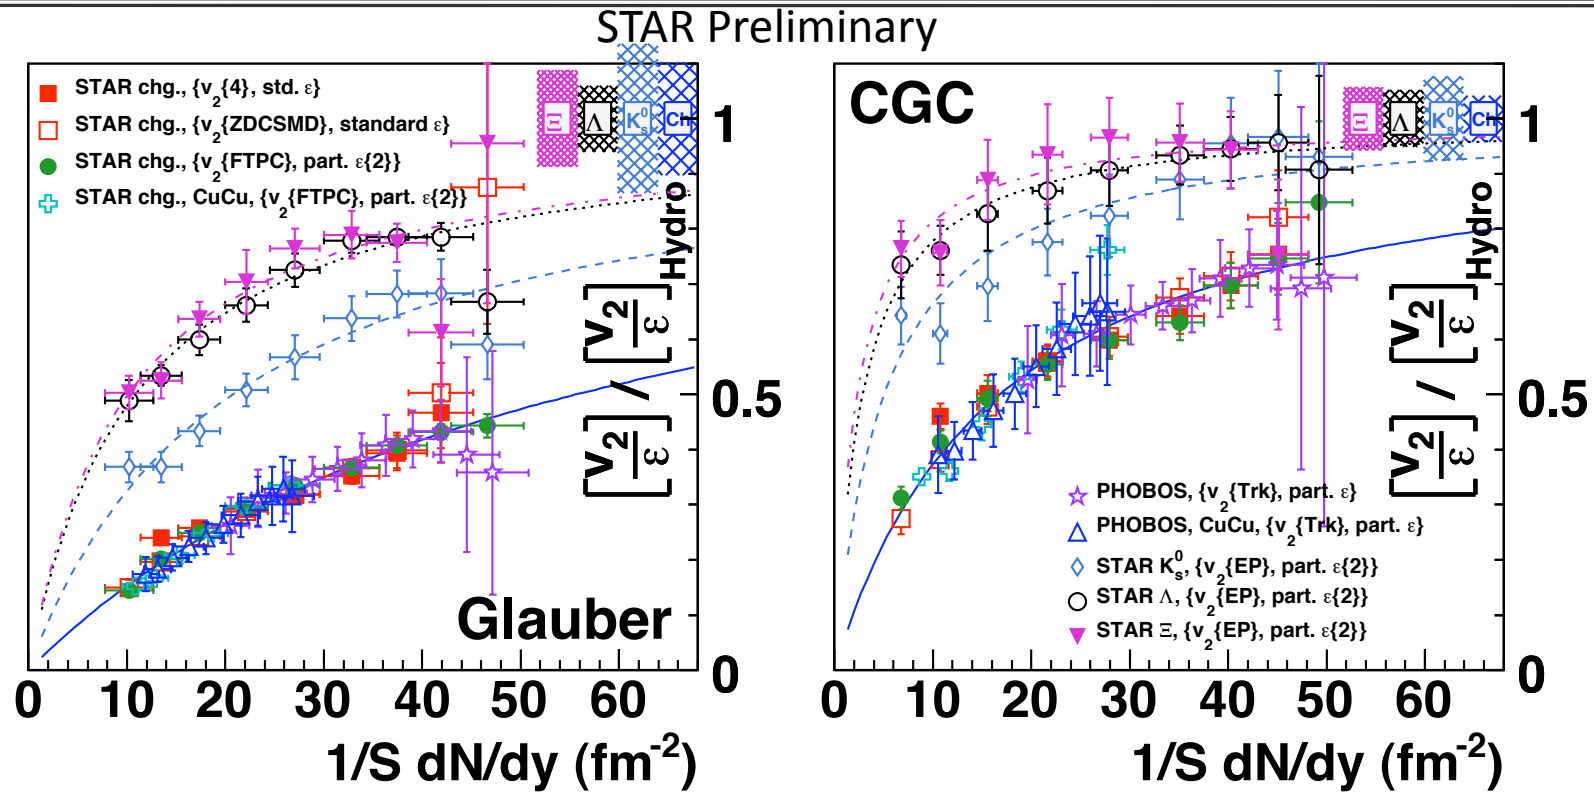 STAR Preliminary
STAR chg., {v₂{4}, std. ε}
STAR chg., {v₂{ZDCSMD}, standard ε}
STAR chg., {v₂{FTPC}, part. ε{2}}
STAR chg., CuCu, {v₂{FTPC}, part. ε{2}}
Ξ Λ K⁰ₛ Ch
1
0.5
0
[v₂/ε] / [v₂/ε] Hydro
Glauber
0 10 20 30 40 50 60
1/S dN/dy (fm⁻²)
CGC
Ξ Λ K⁰ₛ Ch
1
0.5
0
[v₂/ε] / [v₂/ε] Hydro
PHOBOS, {v₂{Trk}, part. ε}
PHOBOS, CuCu, {v₂{Trk}, part. ε}
STAR K⁰ₛ, {v₂{EP}, part. ε{2}}
STAR Λ, {v₂{EP}, part. ε{2}}
STAR Ξ, {v₂{EP}, part. ε{2}}
0 10 20 30 40 50 60
1/S dN/dy (fm⁻²)